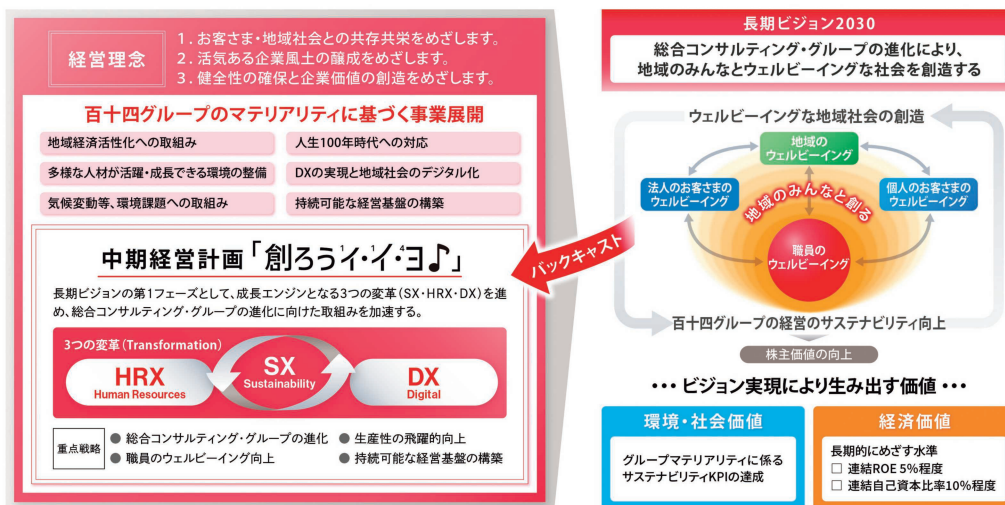 経営理念
1. お客さま・地域社会との共存共栄をめざします。
2. 活気ある企業風土の醸成をめざします。
3. 健全性の確保と企業価値の創造をめざします。
百十四グループのマテリアリティに基づく事業展開
地域経済活性化への取組み
人生100年時代への対応
多様な人材が活躍・成長できる環境の整備
DXの実現と地域社会のデジタル化
気候変動等、環境課題への取組み
持続可能な経営基盤の構築
中期経営計画「創ろうイ・イ・ヨ♪」
1 1 4
長期ビジョンの第1フェーズとして、成長エンジンとなる3つの変革(SX・HRX・DX)を進
め、総合コンサルティング・グループの進化に向けた取組みを加速する。
3つの変革(Transformation)
HRX
Human Resources
SX
Sustainability
DX
Digital
重点戦略
● 総合コンサルティング・グループの進化
● 生産性の飛躍的向上
● 職員のウェルビーイング向上
● 持続可能な経営基盤の構築
バックキャスト
長期ビジョン2030
総合コンサルティング・グループの進化により、
地域のみんなとウェルビーイングな社会を創造する
ウェルビーイングな地域社会の創造
地域の
ウェルビーイング
法人のお客さまの
ウェルビーイング
個人のお客さまの
ウェルビーイング
地域のみんなと創る
職員の
ウェルビーイング
百十四グループの経営のサステナビリティ向上
株主価値の向上
••• ビジョン実現により生み出す価値 •••
環境・社会価値
グループマテリアリティに係る
サステナビリティKPIの達成
経済価値
長期的にめざす水準
□ 連結ROE 5%程度
□ 連結自己資本比率10%程度